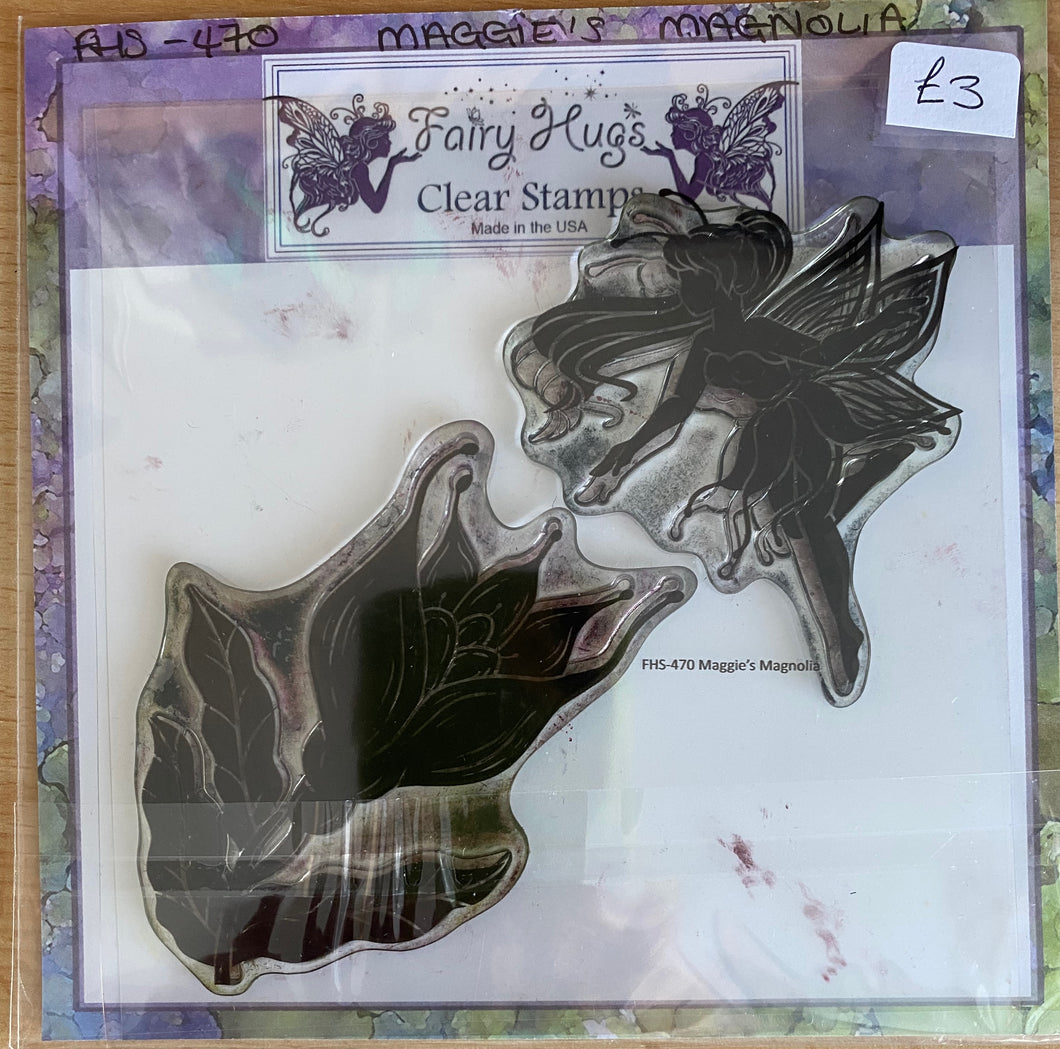 FHS-470 MAGGIE'S MAGNOLIA
£3
Fairy Hugs
Clear Stamps
Made in the USA
FHS-470 Maggie's Magnolia